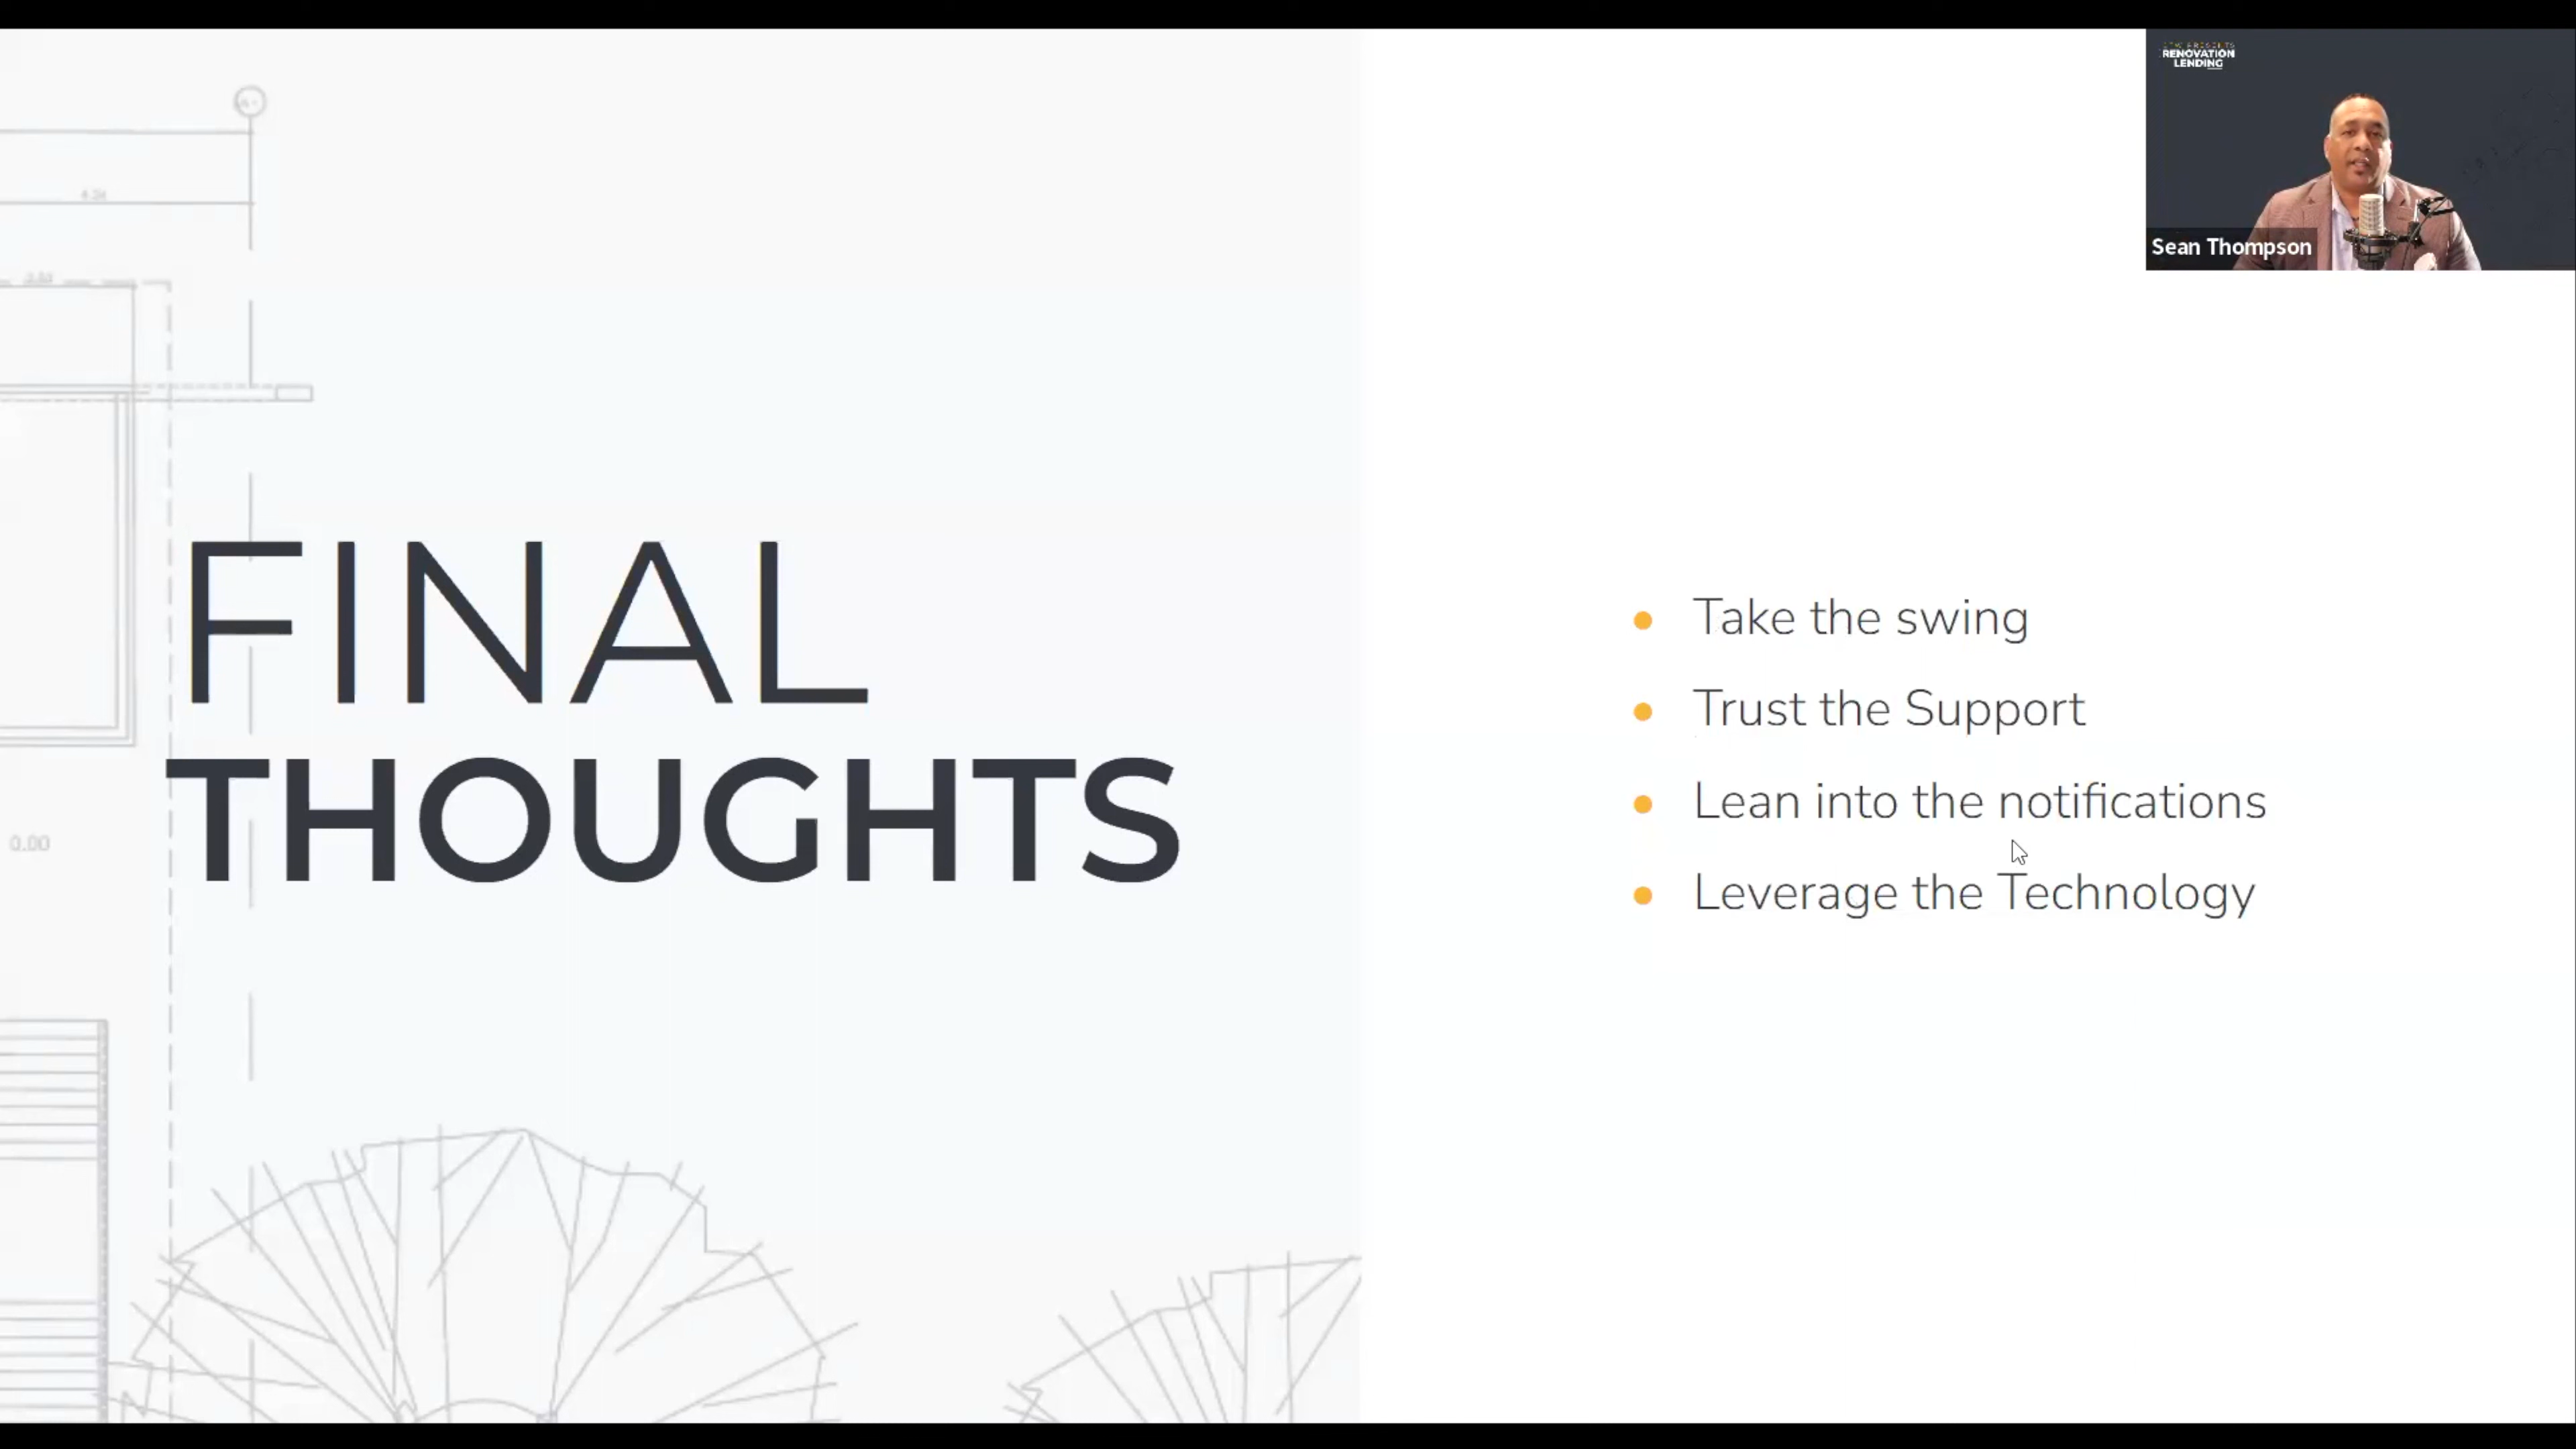 RENOVATION
LENDING
Sean Thompson
FINAL
THOUGHTS
Take the swing
Trust the Support
Lean into the notifications
Leverage the Technology
0.00